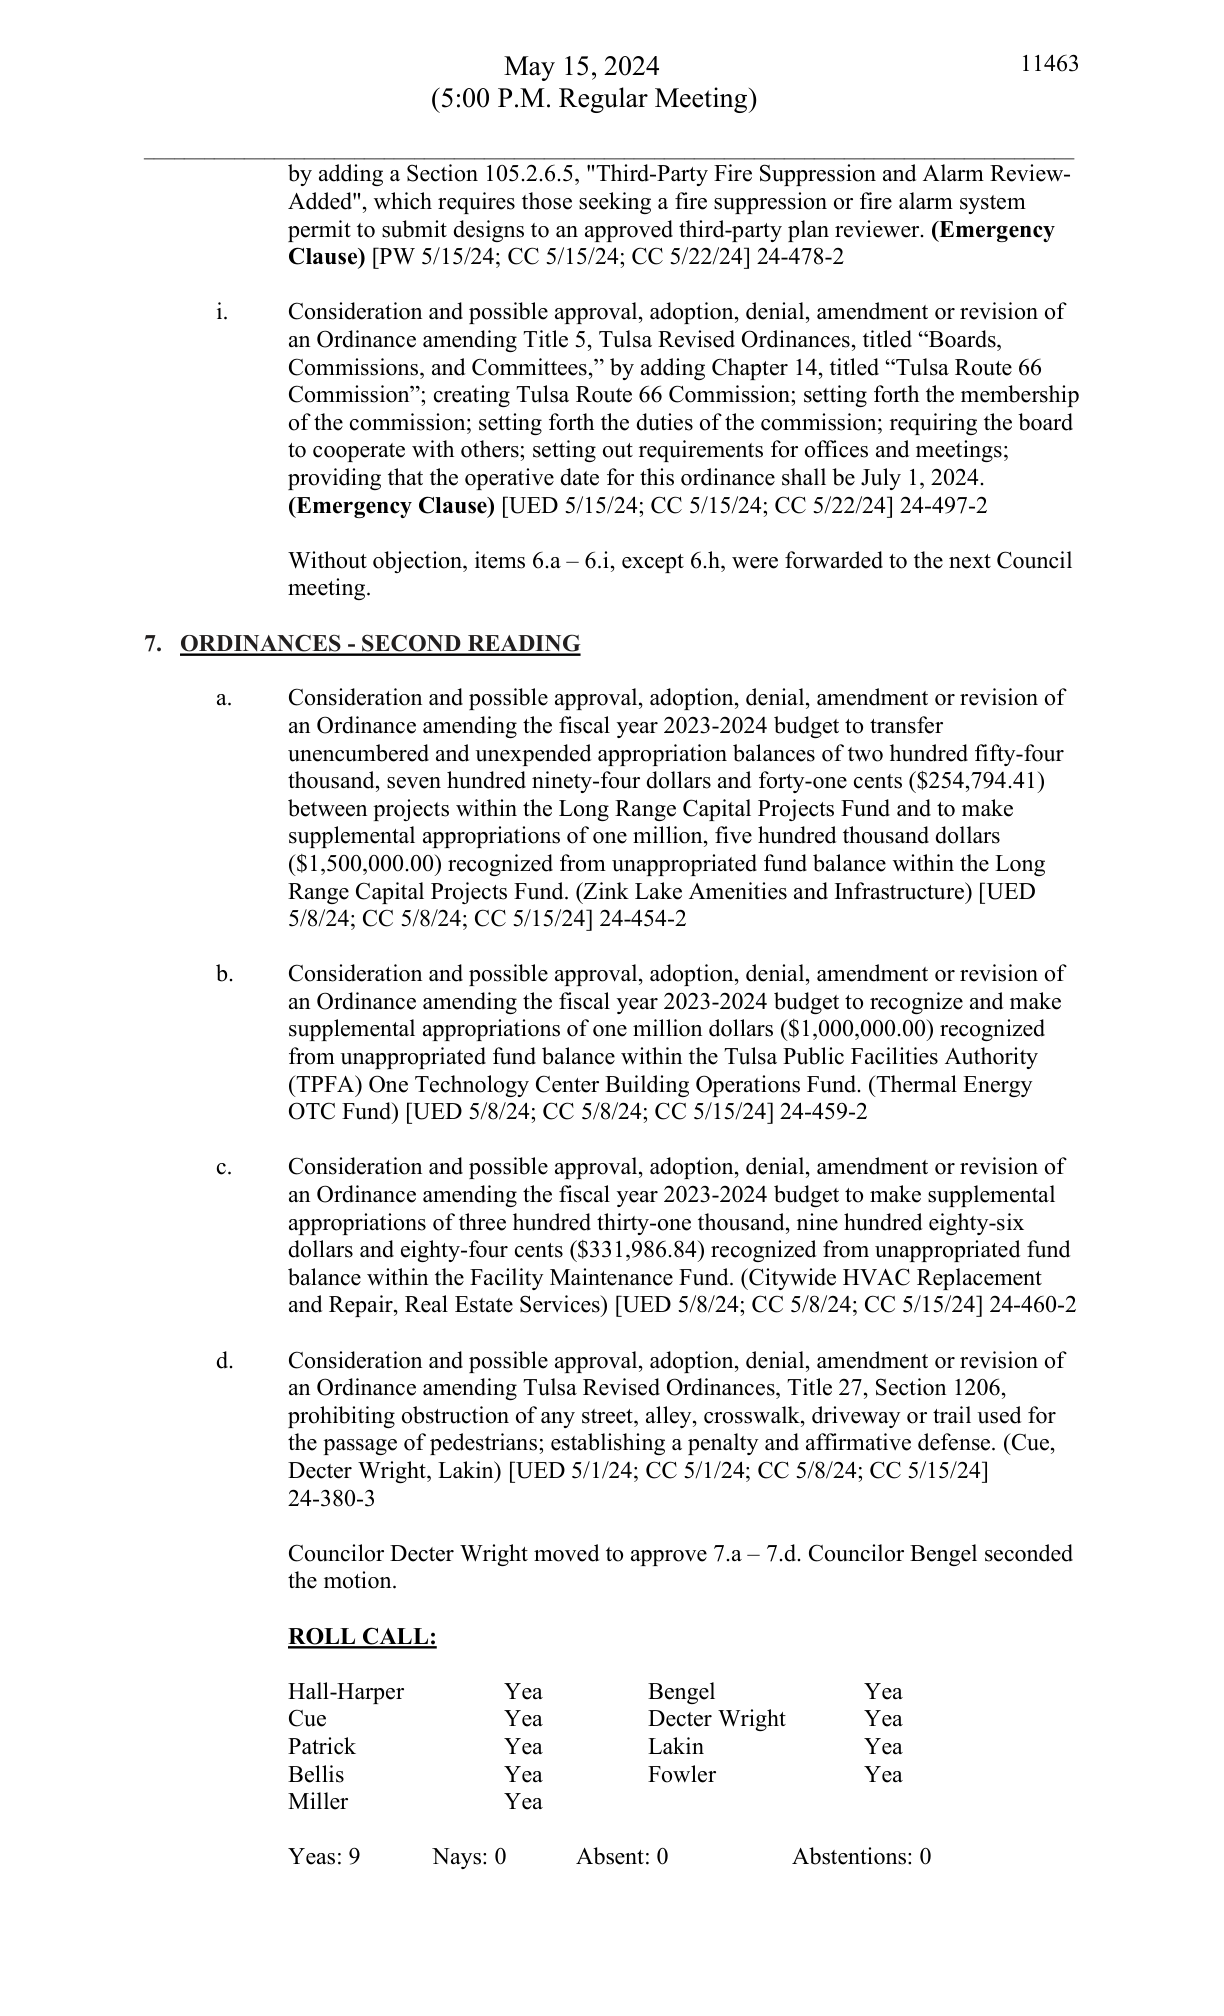 May 15, 2024
11463
(5:00 P.M. Regular Meeting)
by adding a Section 105.2.6.5, "Third-Party Fire Suppression and Alarm Review-
Added", which requires those seeking a fire suppression or fire alarm system
permit to submit designs to an approved third-party plan reviewer. (Emergency
Clause) [PW 5/15/24; CC 5/15/24; CC 5/22/24] 24-478-2
i. Consideration and possible approval, adoption, denial, amendment or revision of
an Ordinance amending Title 5, Tulsa Revised Ordinances, titled “Boards,
Commissions, and Committees,” by adding Chapter 14, titled “Tulsa Route 66
Commission”; creating Tulsa Route 66 Commission; setting forth the membership
of the commission; setting forth the duties of the commission; requiring the board
to cooperate with others; setting out requirements for offices and meetings;
providing that the operative date for this ordinance shall be July 1, 2024.
(Emergency Clause) [UED 5/15/24; CC 5/15/24; CC 5/22/24] 24-497-2
Without objection, items 6.a – 6.i, except 6.h, were forwarded to the next Council
meeting.
7. ORDINANCES - SECOND READING
a. Consideration and possible approval, adoption, denial, amendment or revision of
an Ordinance amending the fiscal year 2023-2024 budget to transfer
unencumbered and unexpended appropriation balances of two hundred fifty-four
thousand, seven hundred ninety-four dollars and forty-one cents ($254,794.41)
between projects within the Long Range Capital Projects Fund and to make
supplemental appropriations of one million, five hundred thousand dollars
($1,500,000.00) recognized from unappropriated fund balance within the Long
Range Capital Projects Fund. (Zink Lake Amenities and Infrastructure) [UED
5/8/24; CC 5/8/24; CC 5/15/24] 24-454-2
b. Consideration and possible approval, adoption, denial, amendment or revision of
an Ordinance amending the fiscal year 2023-2024 budget to recognize and make
supplemental appropriations of one million dollars ($1,000,000.00) recognized
from unappropriated fund balance within the Tulsa Public Facilities Authority
(TPFA) One Technology Center Building Operations Fund. (Thermal Energy
OTC Fund) [UED 5/8/24; CC 5/8/24; CC 5/15/24] 24-459-2
c. Consideration and possible approval, adoption, denial, amendment or revision of
an Ordinance amending the fiscal year 2023-2024 budget to make supplemental
appropriations of three hundred thirty-one thousand, nine hundred eighty-six
dollars and eighty-four cents ($331,986.84) recognized from unappropriated fund
balance within the Facility Maintenance Fund. (Citywide HVAC Replacement
and Repair, Real Estate Services) [UED 5/8/24; CC 5/8/24; CC 5/15/24] 24-460-2
d. Consideration and possible approval, adoption, denial, amendment or revision of
an Ordinance amending Tulsa Revised Ordinances, Title 27, Section 1206,
prohibiting obstruction of any street, alley, crosswalk, driveway or trail used for
the passage of pedestrians; establishing a penalty and affirmative defense. (Cue,
Decter Wright, Lakin) [UED 5/1/24; CC 5/1/24; CC 5/8/24; CC 5/15/24]
24-380-3
Councilor Decter Wright moved to approve 7.a – 7.d. Councilor Bengel seconded
the motion.
ROLL CALL:
Hall-Harper Yea Bengel Yea
Cue Yea Decter Wright Yea
Patrick Yea Lakin Yea
Bellis Yea Fowler Yea
Miller Yea
Yeas: 9 Nays: 0 Absent: 0 Abstentions: 0